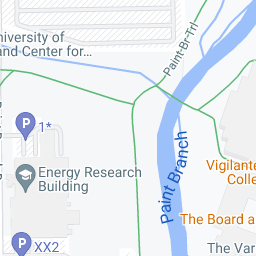 niversity of
and Center for...
Paint-Br-Trl
P
1*
Energy Research
Building
Paint Branch
Vigilante
Colle
The Board a
P
XX2
The Var